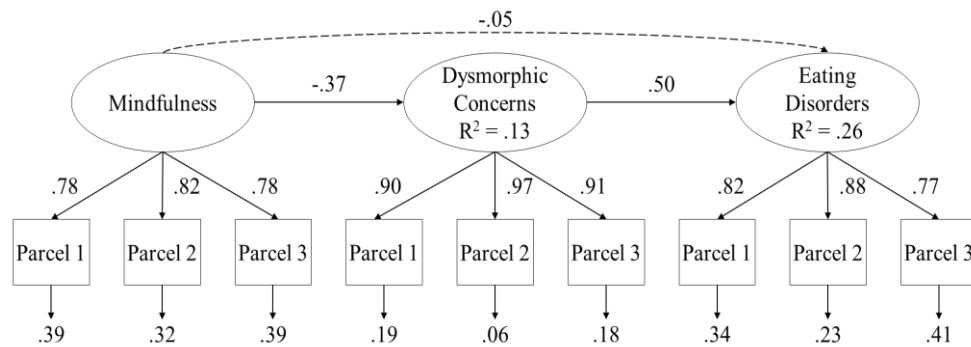 -.05
Mindfulness
-.37
Dysmorphic
Concerns
R² = .13
.50
Eating
Disorders
R² = .26
.78 .82 .78 .90 .97 .91 .82 .88 .77
Parcel 1 Parcel 2 Parcel 3 Parcel 1 Parcel 2 Parcel 3 Parcel 1 Parcel 2 Parcel 3
.39 .32 .39 .19 .06 .18 .34 .23 .41